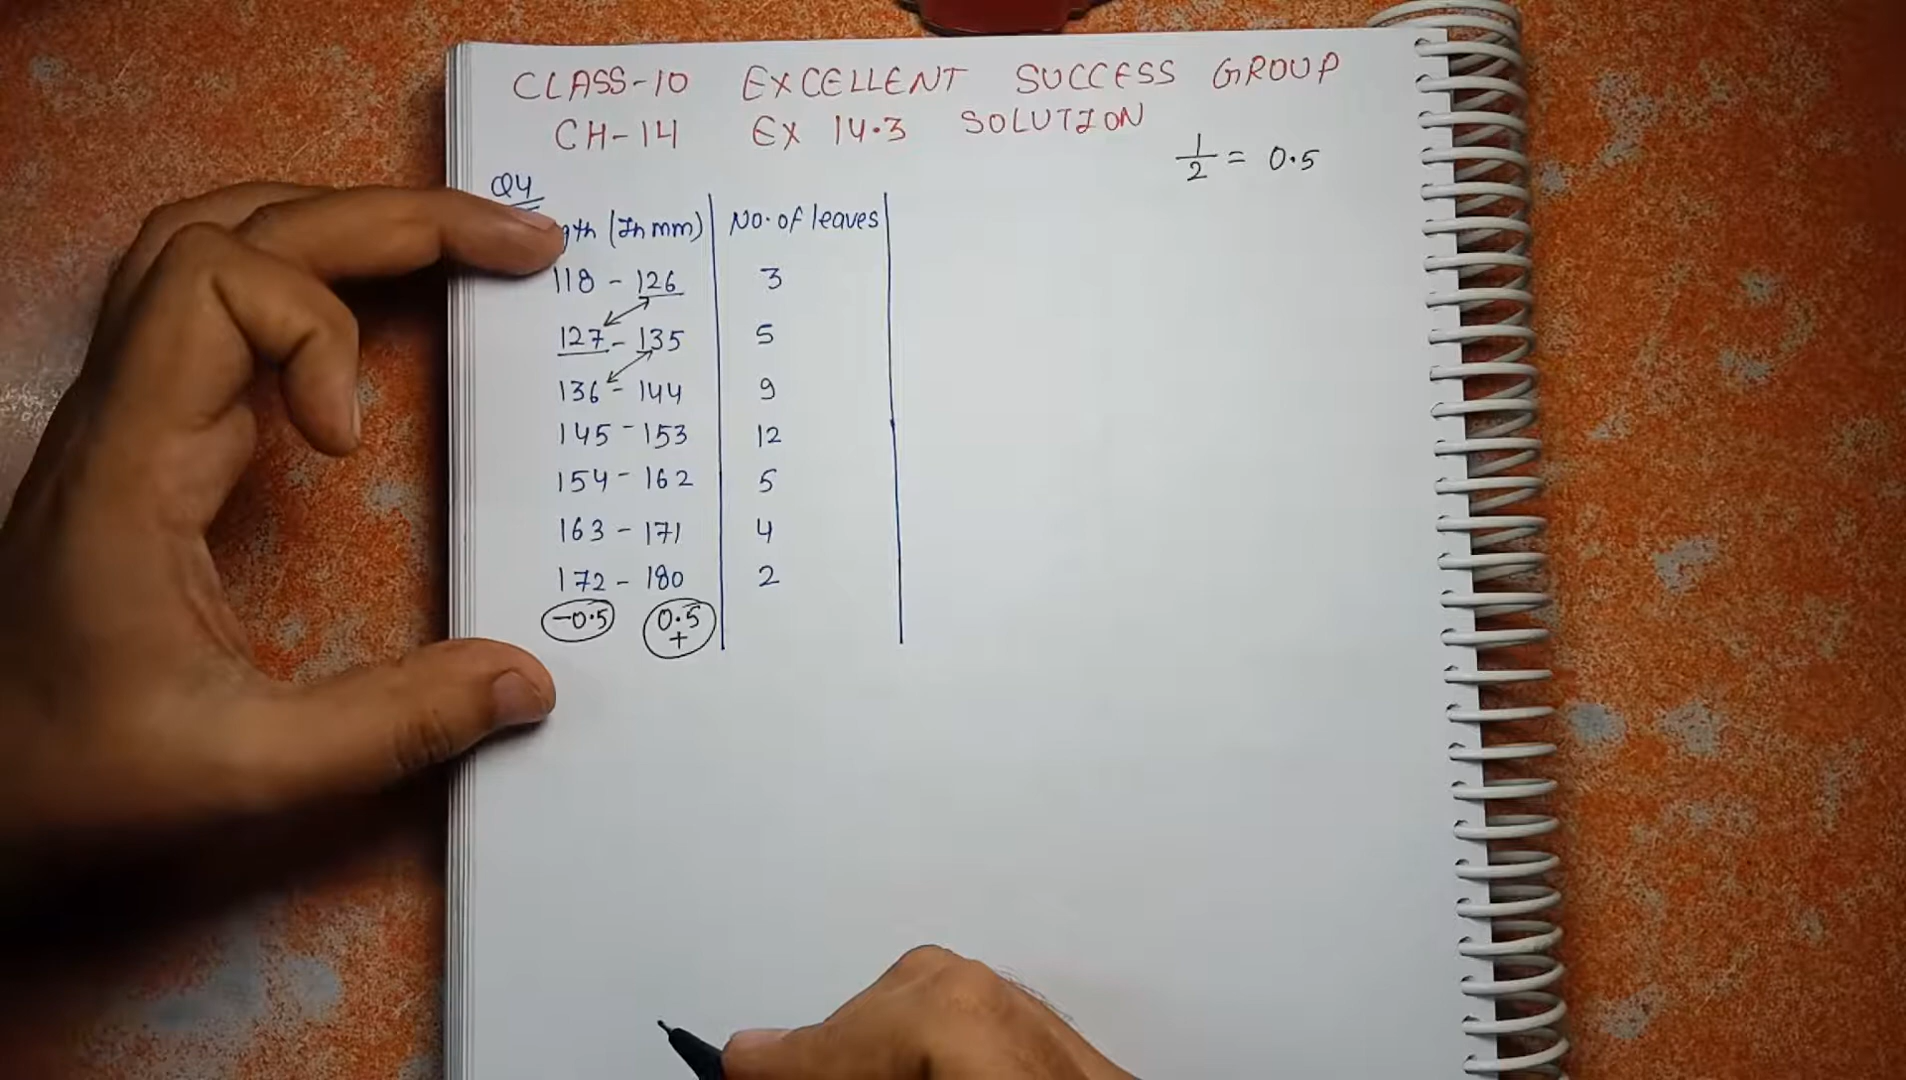 CLASS-10 EXCELLENT SUCCESS GROUP
CH-14 EX 14.3 SOLUTION
1/2 = 0.5
Q4
(In mm) No. of leaves
118 - 126 3
127 - 135 5
136 - 144 9
145 - 153 12
154 - 162 5
163 - 171 4
172 - 180 2
-0.5 0.5
+